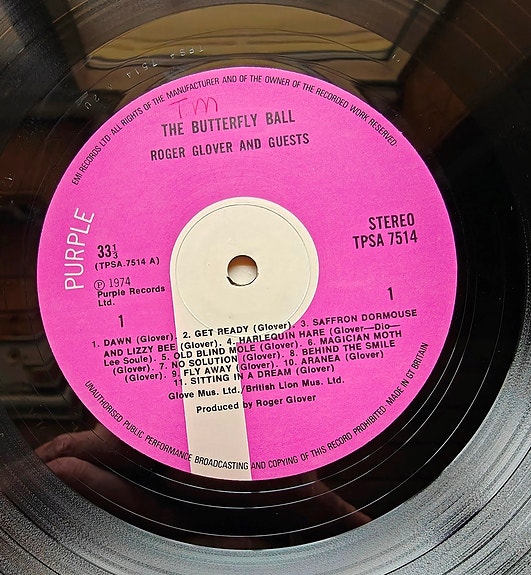 EMI RECORDS LTD. ALL RIGHTS OF THE MANUFACTURER AND OF THE OWNER OF THE RECORDED WORK RESERVED
TM
THE BUTTERFLY BALL
ROGER GLOVER AND GUESTS
PURPLE
33⅓
(TPSA.7514 A)
STEREO
TPSA 7514
℗ 1974
Purple Records
Ltd.
1
1
1. DAWN (Glover). 2. GET READY (Glover). 3. SAFFRON DORMOUSE
AND LIZZY BEE (Glover). 4. HARLEQUIN HARE (Glover—Dio—
Lee Soule). 5. OLD BLIND MOLE (Glover). 6. MAGICIAN MOTH
(Glover). 7. NO SOLUTION (Glover). 8. BEHIND THE SMILE
(Glover). 9. FLY AWAY (Glover). 10. ARANEA (Glover).
11. SITTING IN A DREAM (Glover)
Glove Mus. Ltd./British Lion Mus. Ltd.
Produced by Roger Glover
UNAUTHORISED PUBLIC PERFORMANCE BROADCASTING AND COPYING OF THIS RECORD PROHIBITED · MADE IN GT BRITAIN